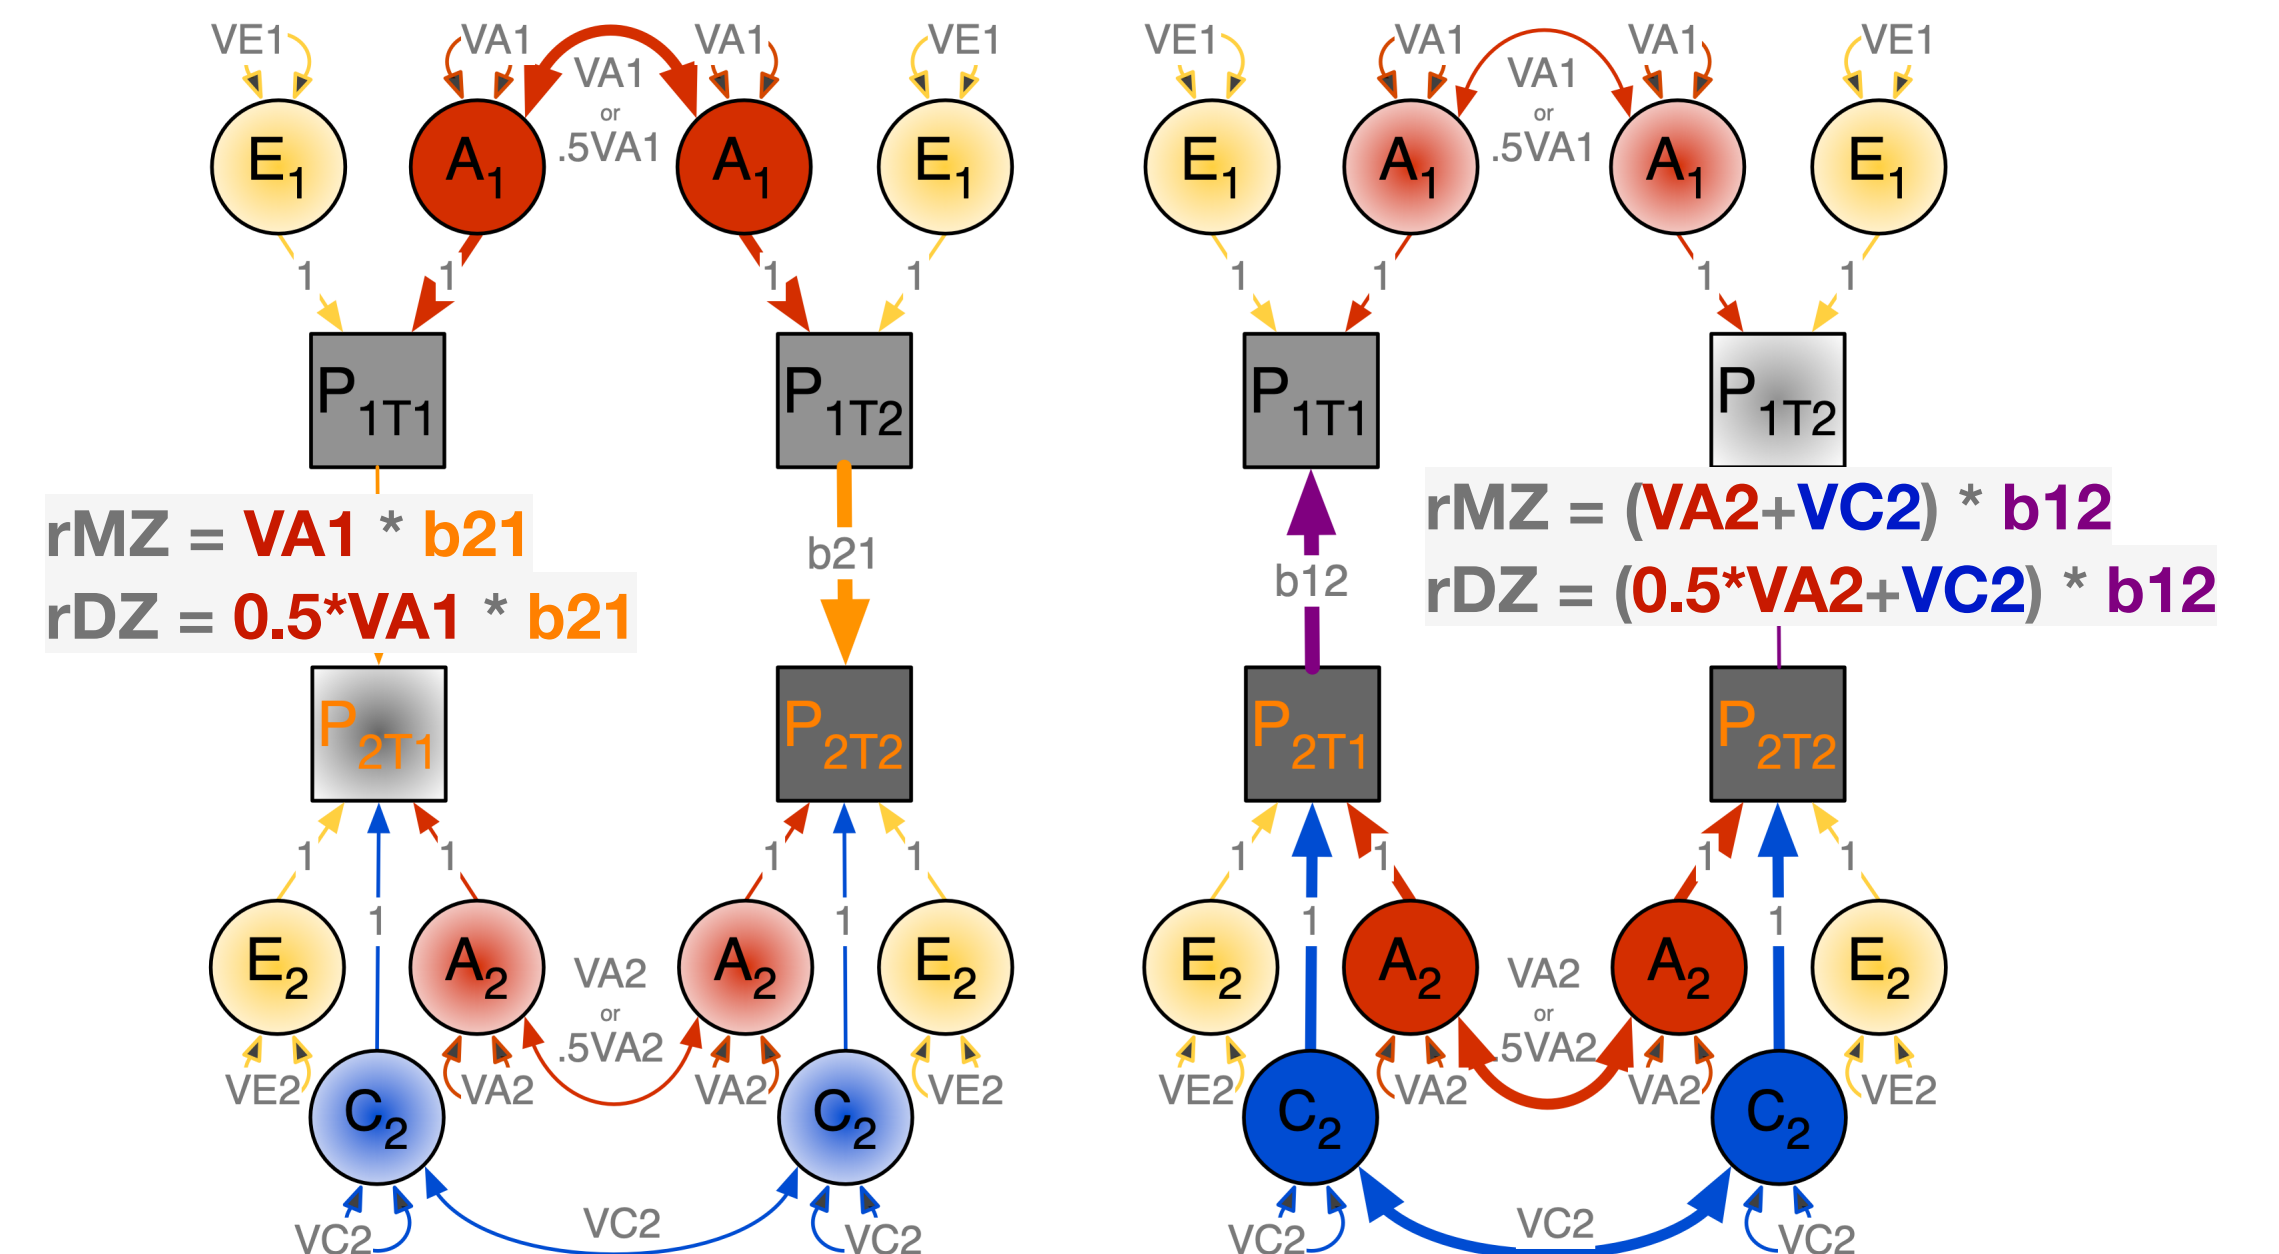 VE1 VA1 VA1 VE1 VE1 VA1 VA1 VE1
VA1 VA1
or or
.5VA1 .5VA1
E1 A1 A1 E1 E1 A1 A1 E1
1 1 1 1 1 1 1 1
P1T1 P1T2 P1T1 P1T2
rMZ = VA1 * b21
rDZ = 0.5*VA1 * b21
b21
b12
rMZ = (VA2+VC2) * b12
rDZ = (0.5*VA2+VC2) * b12
P2T1 P2T2 P2T1 P2T2
1 1 1 1 1 1 1 1
1 1 1 1
E2 A2 A2 E2 E2 A2 A2 E2
VA2 VA2
or or
.5VA2 .5VA2
VE2 VA2 VA2 VE2 VE2 VA2 VA2 VE2
C2 C2 C2 C2
VC2 VC2 VC2 VC2 VC2 VC2